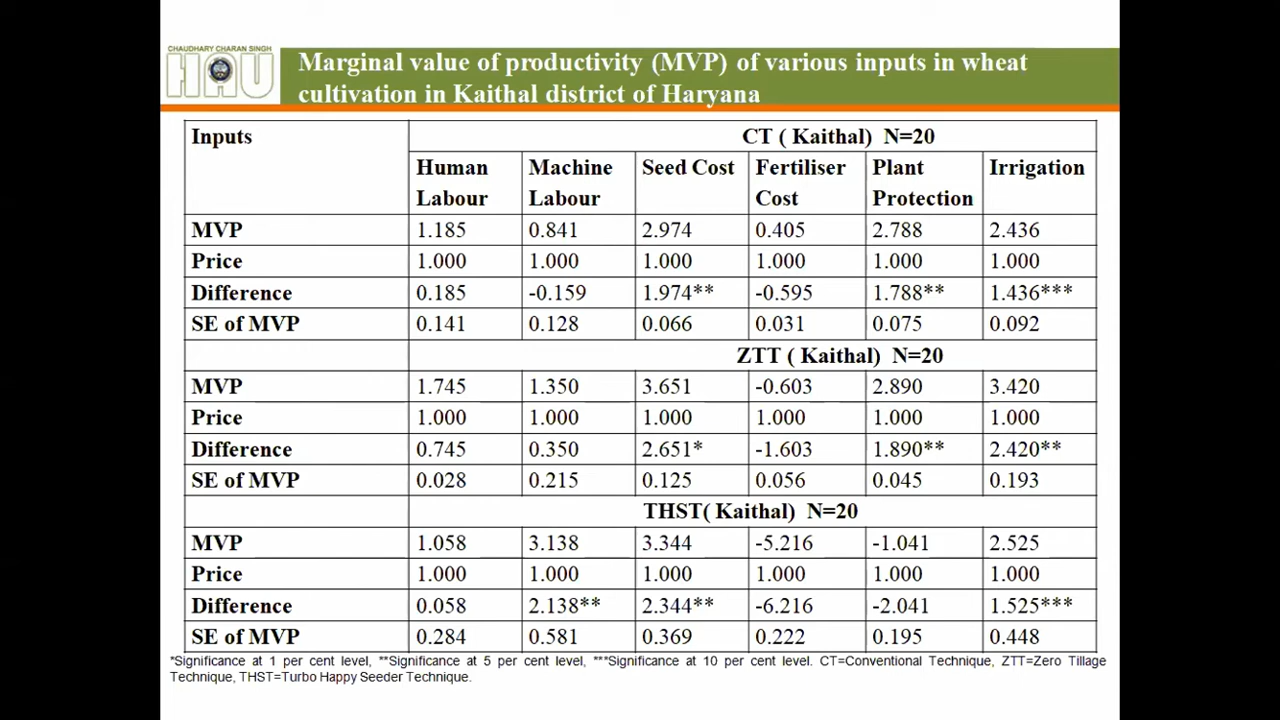 CHAUDHARY CHARAN SINGH
HAU
Marginal value of productivity (MVP) of various inputs in wheat
cultivation in Kaithal district of Haryana
Inputs CT ( Kaithal) N=20
Human Labour Machine Labour Seed Cost Fertiliser Cost Plant Protection Irrigation
MVP 1.185 0.841 2.974 0.405 2.788 2.436
Price 1.000 1.000 1.000 1.000 1.000 1.000
Difference 0.185 -0.159 1.974** -0.595 1.788** 1.436***
SE of MVP 0.141 0.128 0.066 0.031 0.075 0.092
ZTT ( Kaithal) N=20
MVP 1.745 1.350 3.651 -0.603 2.890 3.420
Price 1.000 1.000 1.000 1.000 1.000 1.000
Difference 0.745 0.350 2.651* -1.603 1.890** 2.420**
SE of MVP 0.028 0.215 0.125 0.056 0.045 0.193
THST( Kaithal) N=20
MVP 1.058 3.138 3.344 -5.216 -1.041 2.525
Price 1.000 1.000 1.000 1.000 1.000 1.000
Difference 0.058 2.138** 2.344** -6.216 -2.041 1.525***
SE of MVP 0.284 0.581 0.369 0.222 0.195 0.448
*Significance at 1 per cent level, **Significance at 5 per cent level, ***Significance at 10 per cent level. CT=Conventional Technique, ZTT=Zero Tillage
Technique, THST=Turbo Happy Seeder Technique.